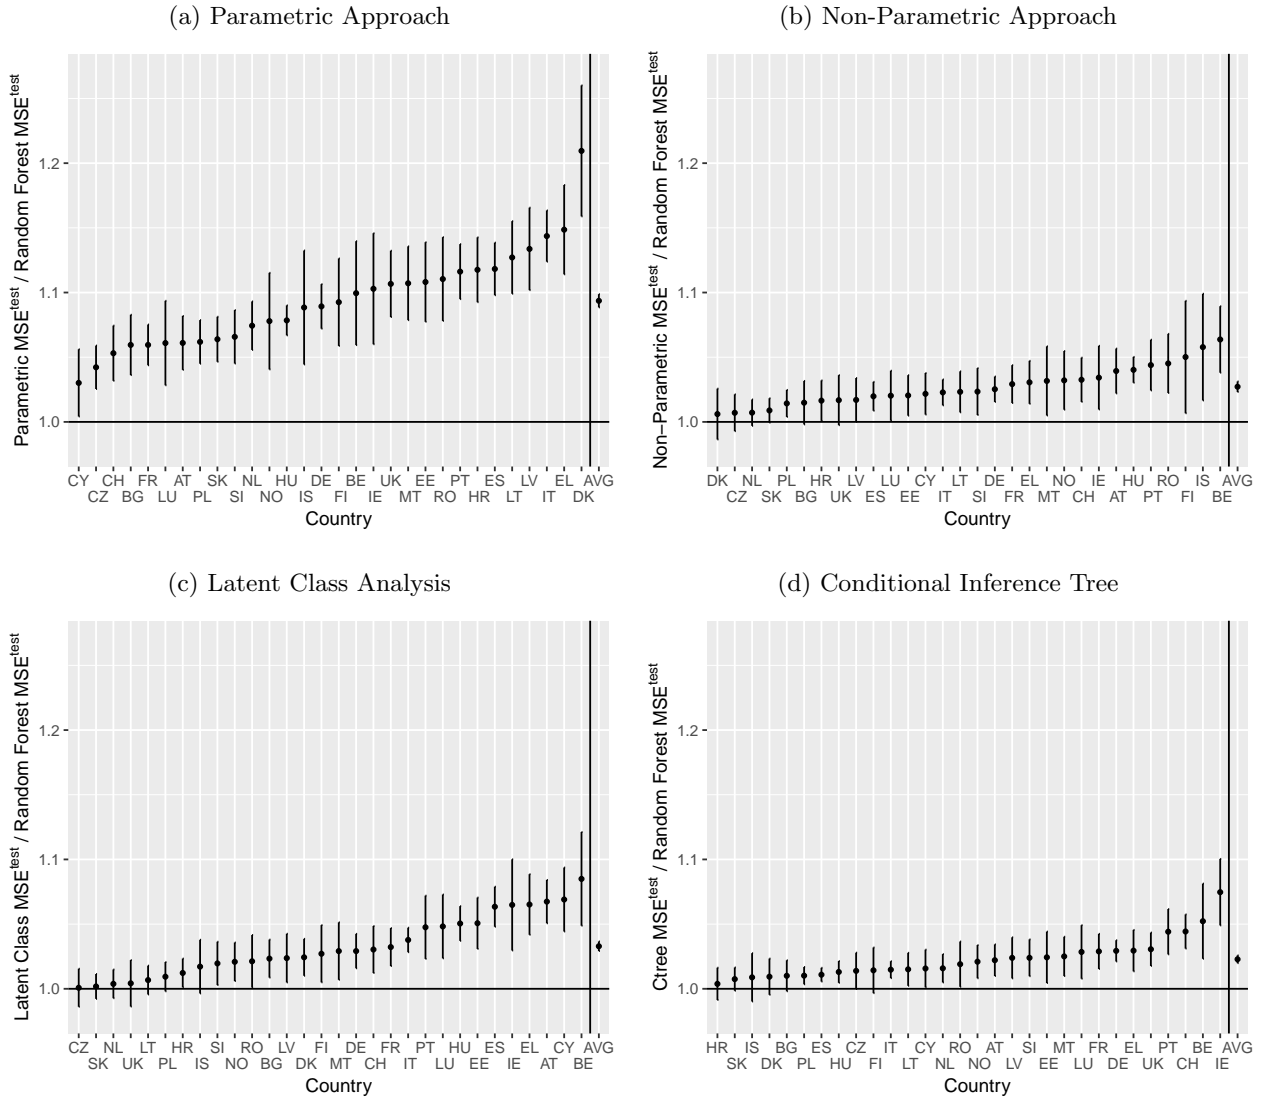 (a) Parametric Approach
Parametric MSE^test / Random Forest MSE^test
1.2
1.1
1.0
CY CH FR AT SK NL HU DE BE UK EE PT ES LV EL AVG
CZ BG LU PL SI NO IS FI IE MT RO HR LT IT DK
Country
(b) Non-Parametric Approach
Non−Parametric MSE^test / Random Forest MSE^test
1.2
1.1
1.0
DK NL PL HR LV LU CY LT DE EL NO IE HU RO IS AVG
CZ SK BG UK ES EE IT SI FR MT CH AT PT FI BE
Country
(c) Latent Class Analysis
Latent Class MSE^test / Random Forest MSE^test
1.2
1.1
1.0
CZ NL LT HR SI RO LV FI DE FR PT HU ES EL CY AVG
SK UK PL IS NO BG DK MT CH IT LU EE IE AT BE
Country
(d) Conditional Inference Tree
Ctree MSE^test / Random Forest MSE^test
1.2
1.1
1.0
HR IS BG ES CZ IT CY RO AT SI MT FR EL PT BE AVG
SK DK PL HU FI LT NL NO LV EE LU DE UK CH IE
Country